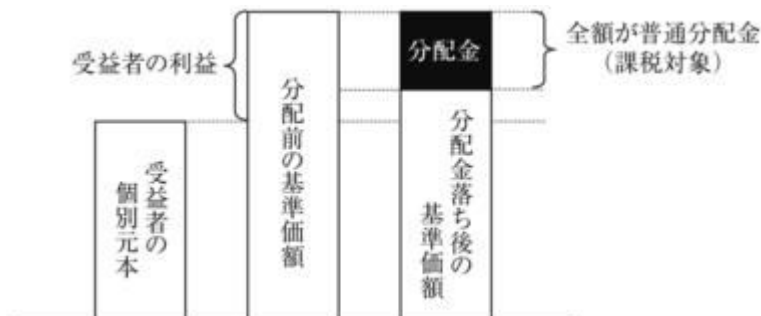 受益者の利益
受益者の
個別元本
分配前の基準価額
分配金
分配金落ち後の
基準価額
全額が普通分配金
(課税対象)